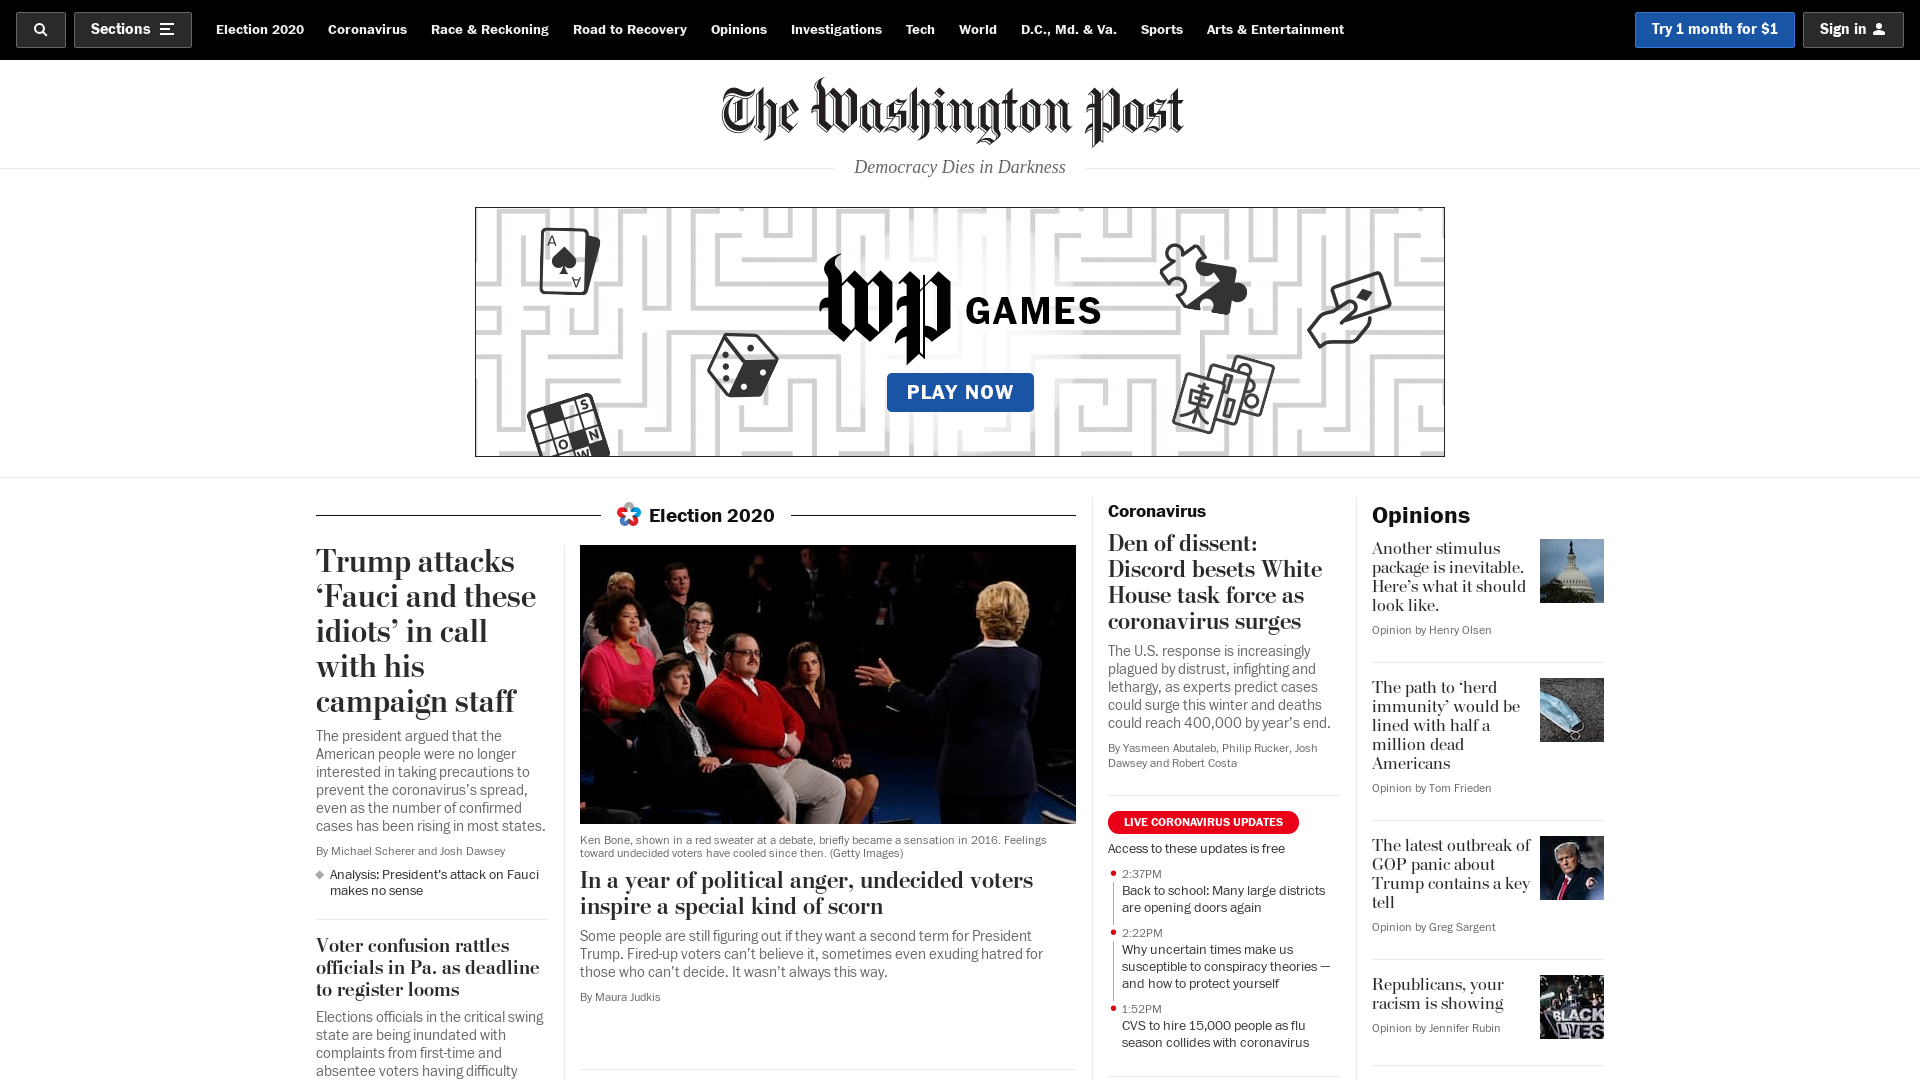 Sections
Election 2020
Coronavirus
Race & Reckoning
Road to Recovery
Opinions
Investigations
Tech
World
D.C., Md. & Va.
Sports
Arts & Entertainment
Try 1 month for $1
Sign in
The Washington Post
Democracy Dies in Darkness
A
A
S
O
N
W
東
wp GAMES
PLAY NOW
Election 2020
Trump attacks
‘Fauci and these
idiots’ in call
with his
campaign staff
The president argued that the
American people were no longer
interested in taking precautions to
prevent the coronavirus’s spread,
even as the number of confirmed
cases has been rising in most states.
By Michael Scherer and Josh Dawsey
Analysis: President’s attack on Fauci
makes no sense
Voter confusion rattles
officials in Pa. as deadline
to register looms
Elections officials in the critical swing
state are being inundated with
complaints from first-time and
absentee voters having difficulty
Ken Bone, shown in a red sweater at a debate, briefly became a sensation in 2016. Feelings
toward undecided voters have cooled since then. (Getty Images)
In a year of political anger, undecided voters
inspire a special kind of scorn
Some people are still figuring out if they want a second term for President
Trump. Fired-up voters can’t believe it, sometimes even exuding hatred for
those who can’t decide. It wasn’t always this way.
By Maura Judkis
Coronavirus
Den of dissent:
Discord besets White
House task force as
coronavirus surges
The U.S. response is increasingly
plagued by distrust, infighting and
lethargy, as experts predict cases
could surge this winter and deaths
could reach 400,000 by year’s end.
By Yasmeen Abutaleb, Philip Rucker, Josh
Dawsey and Robert Costa
LIVE CORONAVIRUS UPDATES
Access to these updates is free
2:37PM
Back to school: Many large districts
are opening doors again
2:22PM
Why uncertain times make us
susceptible to conspiracy theories —
and how to protect yourself
1:52PM
CVS to hire 15,000 people as flu
season collides with coronavirus
Opinions
Another stimulus
package is inevitable.
Here’s what it should
look like.
Opinion by Henry Olsen
The path to ‘herd
immunity’ would be
lined with half a
million dead
Americans
Opinion by Tom Frieden
The latest outbreak of
GOP panic about
Trump contains a key
tell
Opinion by Greg Sargent
Republicans, your
racism is showing
Opinion by Jennifer Rubin
BLACK
LIVES